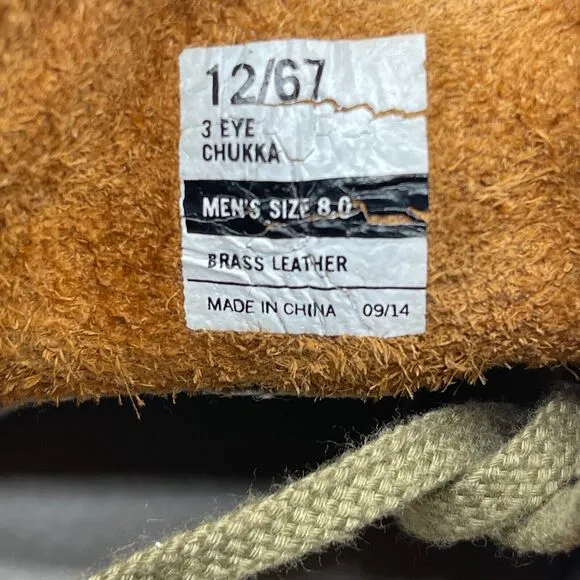 12/67
3 EYE
CHUKKA
MEN'S SIZE 8.0
BRASS LEATHER
MADE IN CHINA 09/14